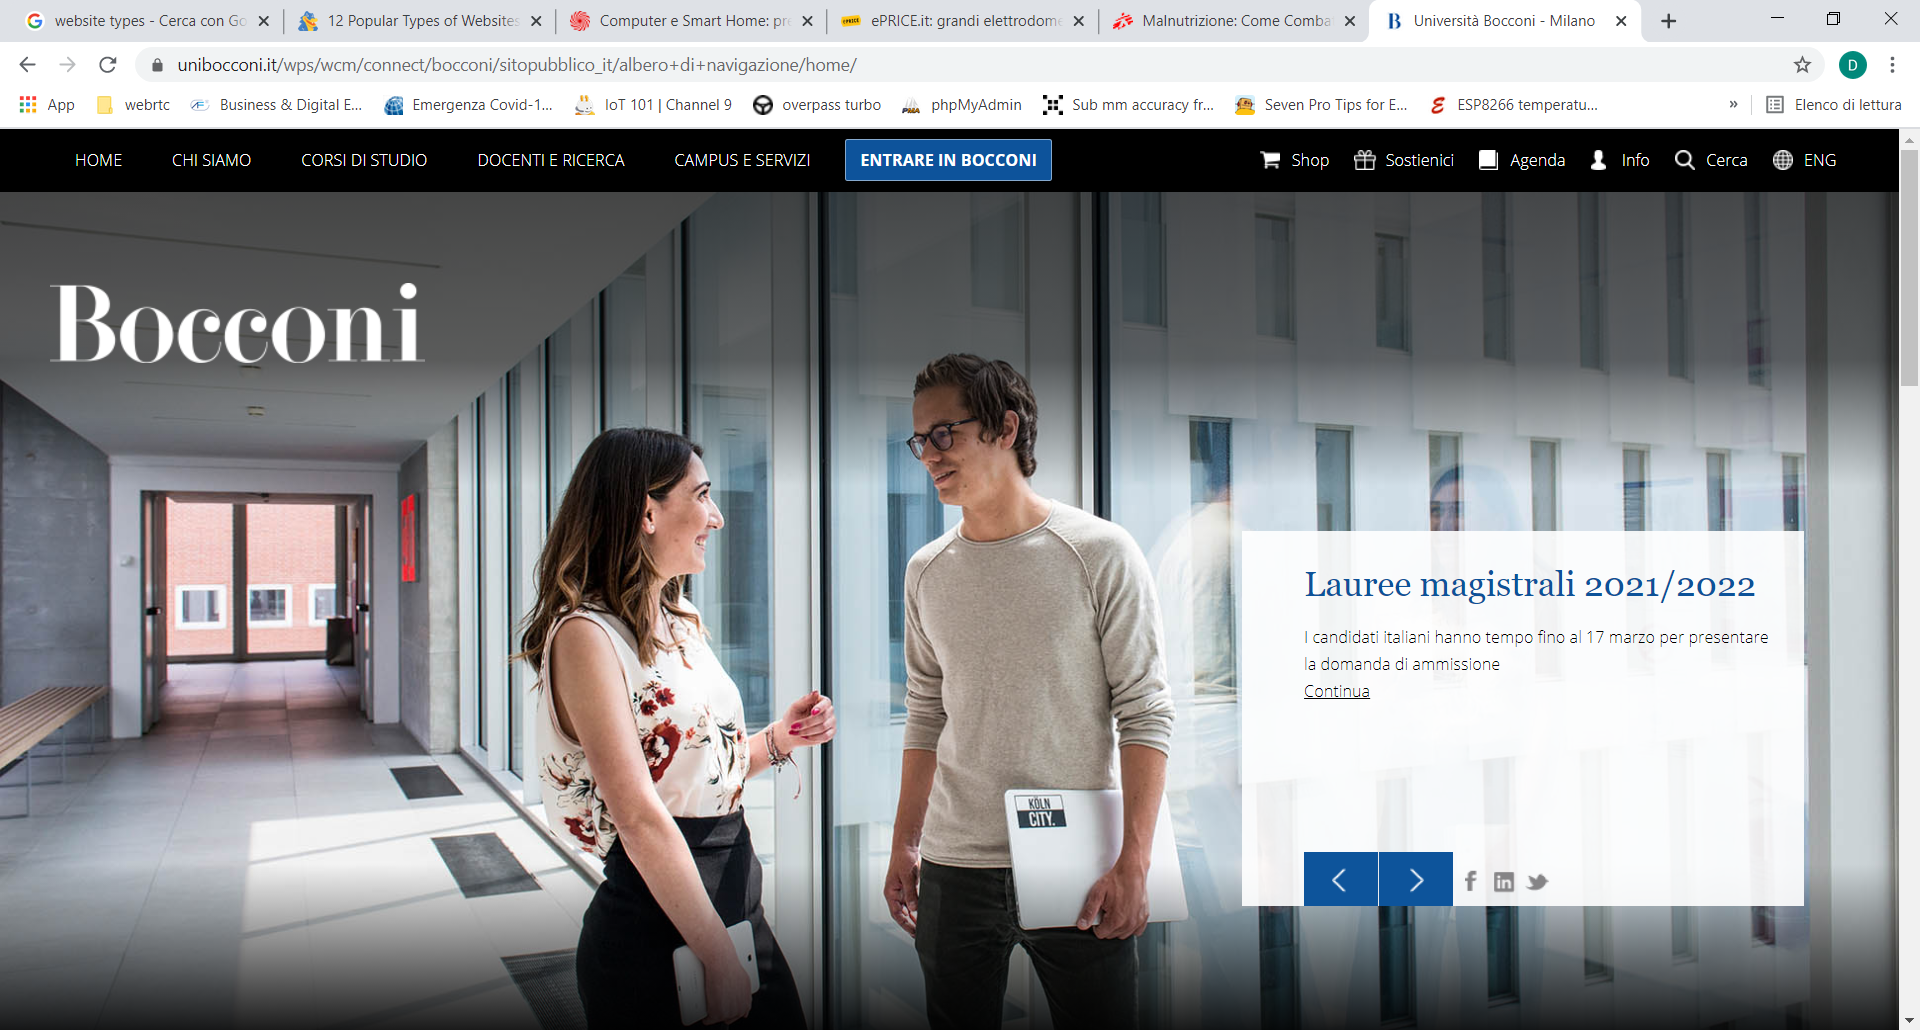 website types - Cerca con Go
12 Popular Types of Websites
Computer e Smart Home: pre
ePRICE.it: grandi elettrodome
Malnutrizione: Come Comba
Università Bocconi - Milano
unibocconi.it/wps/wcm/connect/bocconi/sitopubblico_it/albero+di+navigazione/home/
D
App
webrtc
Business & Digital E...
Emergenza Covid-1...
IoT 101 | Channel 9
overpass turbo
phpMyAdmin
Sub mm accuracy fr...
Seven Pro Tips for E...
ESP8266 temperatu...
»
Elenco di lettura
HOME
CHI SIAMO
CORSI DI STUDIO
DOCENTI E RICERCA
CAMPUS E SERVIZI
ENTRARE IN BOCCONI
Shop
Sostienici
Agenda
Info
Cerca
ENG
Bocconi
Lauree magistrali 2021/2022
I candidati italiani hanno tempo fino al 17 marzo per presentare
la domanda di ammissione
Continua
KÖLN
CITY.